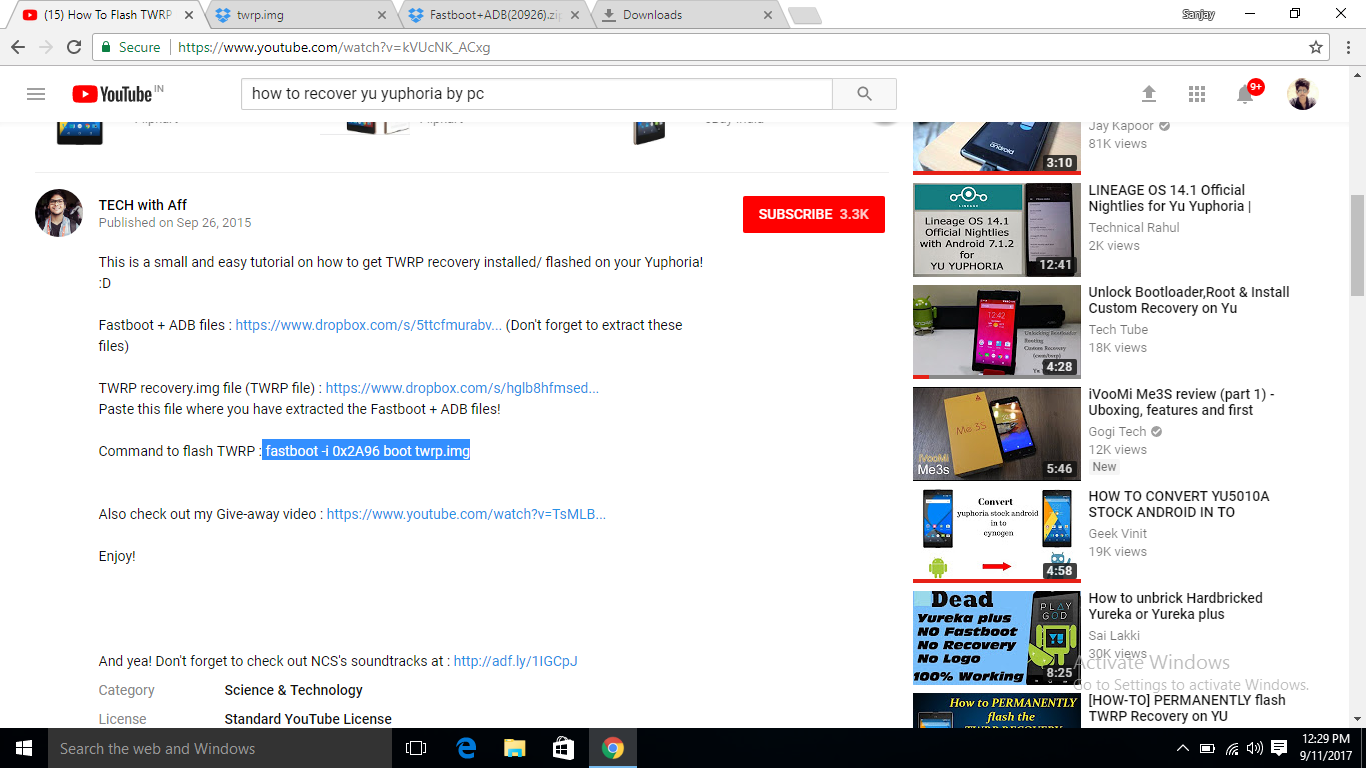 (15) How To Flash TWRP
twrp.img
Fastboot+ADB(20926).zip
Downloads
Sanjay
Secure
https://www.youtube.com/watch?v=kVUcNK_ACxg
YouTube IN
how to recover yu yuphoria by pc
9+
TECH with Aff
Published on Sep 26, 2015
SUBSCRIBE 3.3K
This is a small and easy tutorial on how to get TWRP recovery installed/ flashed on your Yuphoria!
:D
Fastboot + ADB files : https://www.dropbox.com/s/5ttcfmurabv... (Don't forget to extract these
files)
TWRP recovery.img file (TWRP file) : https://www.dropbox.com/s/hglb8hfmsed...
Paste this file where you have extracted the Fastboot + ADB files!
Command to flash TWRP : fastboot -i 0x2A96 boot twrp.img
Also check out my Give-away video : https://www.youtube.com/watch?v=TsMLB...
Enjoy!
And yea! Don't forget to check out NCS's soundtracks at : http://adf.ly/1IGCpJ
Category
Science & Technology
License
Standard YouTube License
android
3:10
Jay Kapoor
81K views
LINEAGE
Lineage OS 14.1
Official Nightlies
with Android 7.1.2
for
YU YUPHORIA
12:41
LINEAGE OS 14.1 Official
Nightlies for Yu Yuphoria |
Technical Rahul
2K views
12:42
Unlocking Bootloader
Rooting
Custom Recovery
4:28
Unlock Bootloader,Root & Install
Custom Recovery on Yu
Tech Tube
18K views
Me 3S
iVooMi
Me3s
5:46
iVooMi Me3S review (part 1) -
Uboxing, features and first
Gogi Tech
12K views
New
Convert
yuphoria stock android
in to
cynogen
4:58
HOW TO CONVERT YU5010A
STOCK ANDROID IN TO
Geek Vinit
19K views
Dead
Yureka plus
NO Fastboot
No Recovery
No Logo
100% Working
PLAY
GOD
YU
8:25
How to unbrick Hardbricked
Yureka or Yureka plus
Sai Lakki
30K views
Activate Windows
Go to Settings to activate Windows.
How to PERMANENTLY
flash the
[HOW-TO] PERMANENTLY flash
TWRP Recovery on YU
Search the web and Windows
12:29 PM
9/11/2017